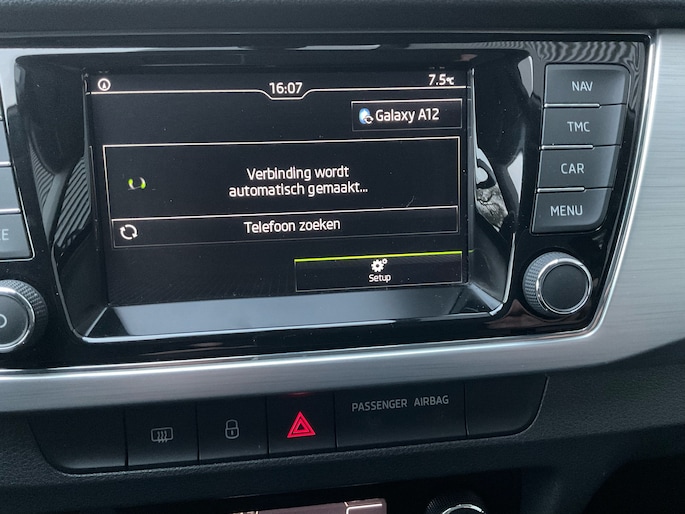 16:07
7.5°C
Galaxy A12
Verbinding wordt
automatisch gemaakt...
Telefoon zoeken
Setup
NAV
TMC
CAR
MENU
PASSENGER AIRBAG